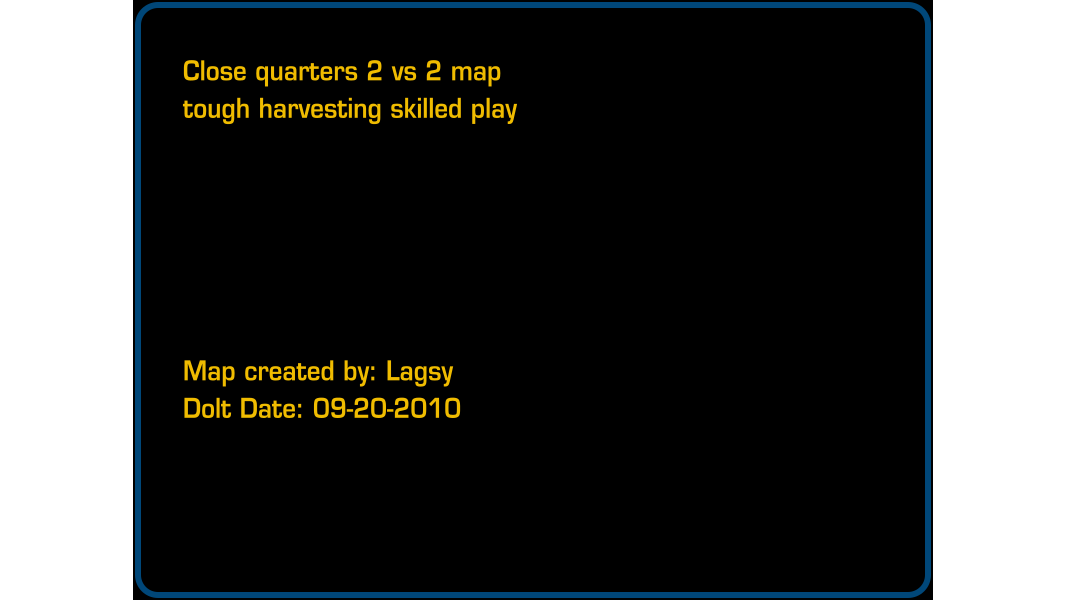 Close quarters 2 vs 2 map
tough harvesting skilled play
Map created by: Lagsy
Dolt Date: 09-20-2010